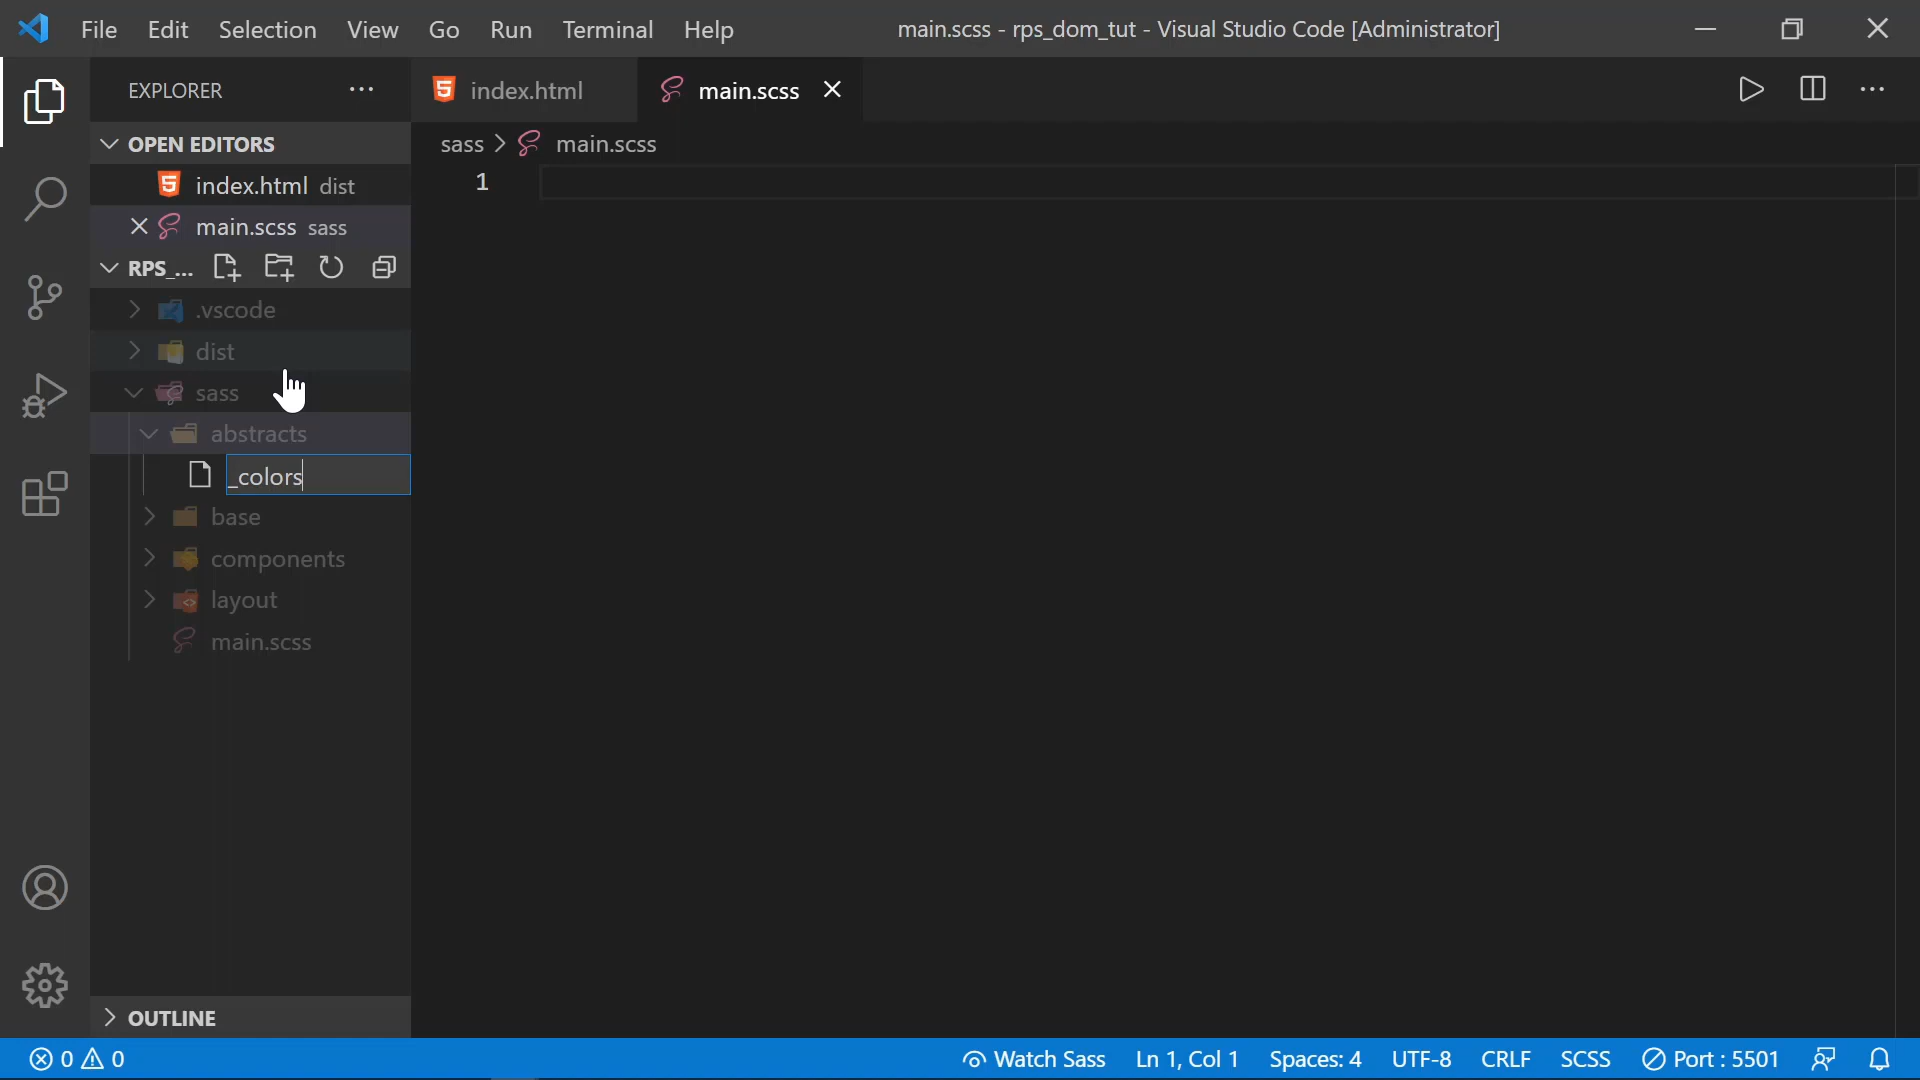 File Edit Selection View Go Run Terminal Help main.scss - rps_dom_tut - Visual Studio Code [Administrator]
EXPLORER
index.html
main.scss
OPEN EDITORS
index.html dist
main.scss sass
RPS_...
.vscode
dist
sass
abstracts
_colors
base
components
layout
main.scss
OUTLINE
sass > main.scss
1
0 0 Watch Sass Ln 1, Col 1 Spaces: 4 UTF-8 CRLF SCSS Port : 5501